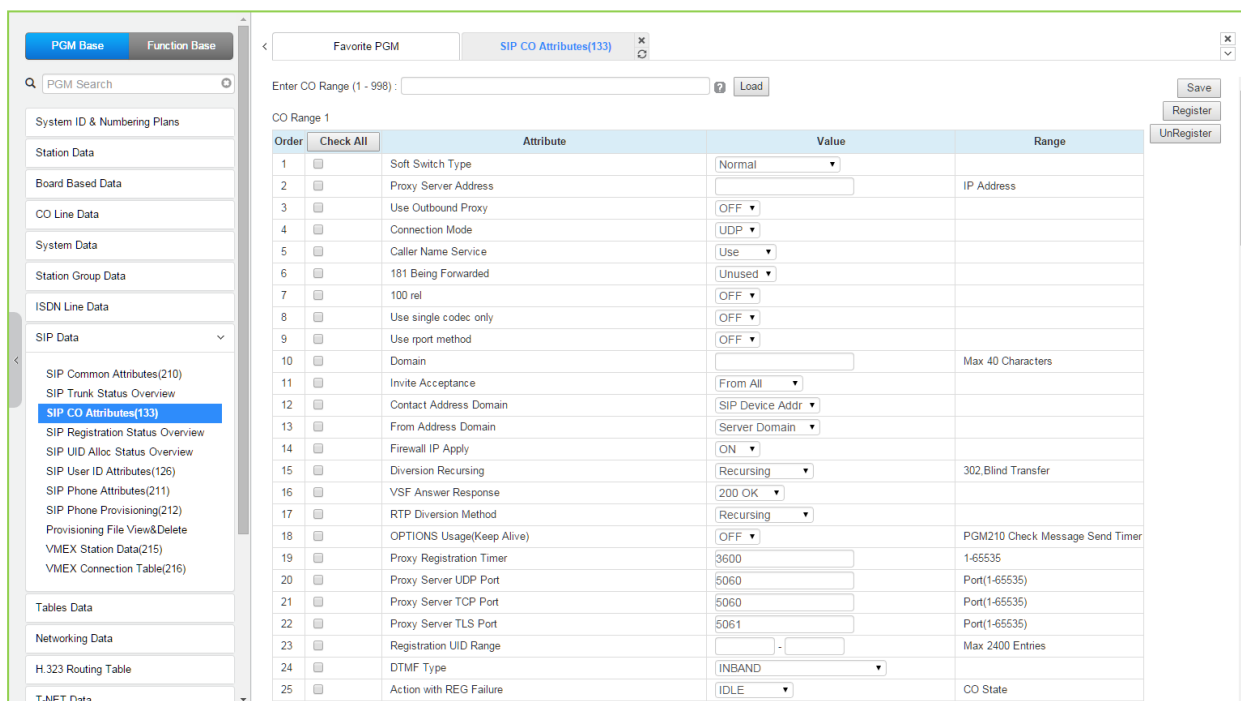 PGM Base Function Base
PGM Search
System ID & Numbering Plans
Station Data
Board Based Data
CO Line Data
System Data
Station Group Data
ISDN Line Data
SIP Data
SIP Common Attributes(210)
SIP Trunk Status Overview
SIP CO Attributes(133)
SIP Registration Status Overview
SIP UID Alloc Status Overview
SIP User ID Attributes(126)
SIP Phone Attributes(211)
SIP Phone Provisioning(212)
Provisioning File View&Delete
VMEX Station Data(215)
VMEX Connection Table(216)
Tables Data
Networking Data
H.323 Routing Table
T-NET Data
Favorite PGM SIP CO Attributes(133)
Enter CO Range (1 - 998) : Load
Save
Register
UnRegister
CO Range 1
Order Check All Attribute Value Range
1 Soft Switch Type Normal
2 Proxy Server Address IP Address
3 Use Outbound Proxy OFF
4 Connection Mode UDP
5 Caller Name Service Use
6 181 Being Forwarded Unused
7 100 rel OFF
8 Use single codec only OFF
9 Use rport method OFF
10 Domain Max 40 Characters
11 Invite Acceptance From All
12 Contact Address Domain SIP Device Addr
13 From Address Domain Server Domain
14 Firewall IP Apply ON
15 Diversion Recursing Recursing 302,Blind Transfer
16 VSF Answer Response 200 OK
17 RTP Diversion Method Recursing
18 OPTIONS Usage(Keep Alive) OFF PGM210 Check Message Send Timer
19 Proxy Registration Timer 3600 1-65535
20 Proxy Server UDP Port 5060 Port(1-65535)
21 Proxy Server TCP Port 5060 Port(1-65535)
22 Proxy Server TLS Port 5061 Port(1-65535)
23 Registration UID Range - Max 2400 Entries
24 DTMF Type INBAND
25 Action with REG Failure IDLE CO State